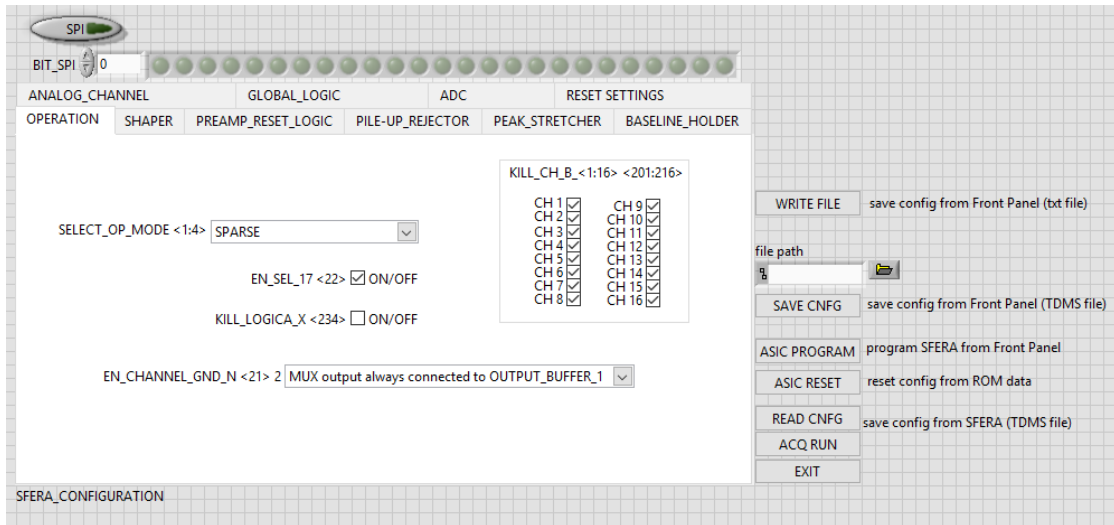 SPI
BIT_SPI 0
ANALOG_CHANNEL GLOBAL_LOGIC ADC RESET SETTINGS
OPERATION SHAPER PREAMP_RESET_LOGIC PILE-UP_REJECTOR PEAK_STRETCHER BASELINE_HOLDER
KILL_CH_B_<1:16> <201:216>
CH 1 CH 9
CH 2 CH 10
CH 3 CH 11
CH 4 CH 12
CH 5 CH 13
CH 6 CH 14
CH 7 CH 15
CH 8 CH 16
SELECT_OP_MODE <1:4> SPARSE
EN_SEL_17 <22> ON/OFF
KILL_LOGICA_X <234> ON/OFF
EN_CHANNEL_GND_N <21> 2 MUX output always connected to OUTPUT_BUFFER_1
WRITE FILE save config from Front Panel (txt file)
file path
SAVE CNFG save config from Front Panel (TDMS file)
ASIC PROGRAM program SFERA from Front Panel
ASIC RESET reset config from ROM data
READ CNFG save config from SFERA (TDMS file)
ACQ RUN
EXIT
SFERA_CONFIGURATION